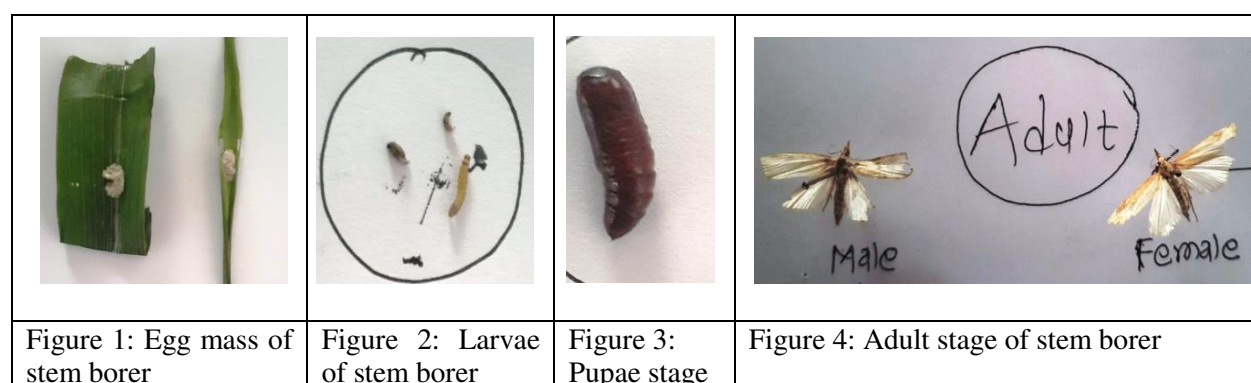 Adult
Male
Female
Figure 1: Egg mass of
stem borer
Figure 2: Larvae
of stem borer
Figure 3:
Pupae stage
Figure 4: Adult stage of stem borer